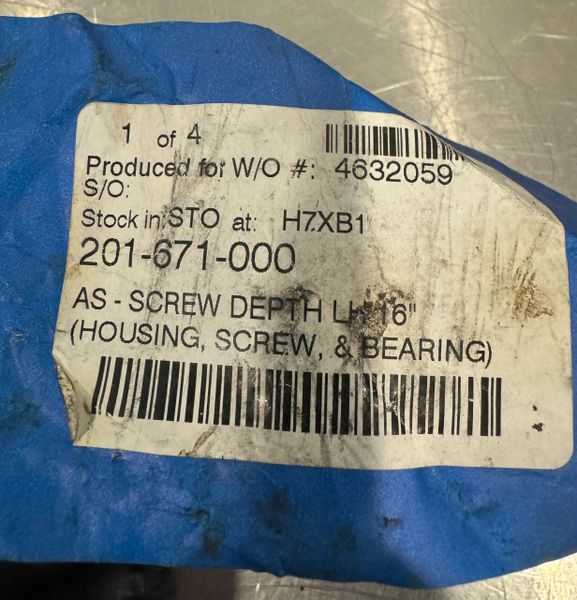 1 of 4
Produced for W/O #: 4632059
S/O:
Stock in: STO at: H7XB1
201-671-000
AS - SCREW DEPTH LH 16"
(HOUSING, SCREW, & BEARING)